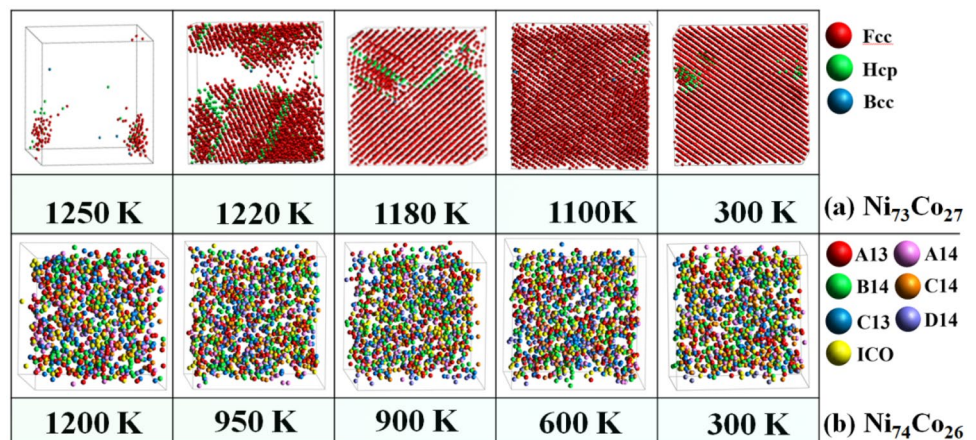 Fcc
Hcp
Bcc
1250 K 1220 K 1180 K 1100K 300 K (a) Ni₇₃Co₂₇
A13 A14
B14 C14
C13 D14
ICO
1200 K 950 K 900 K 600 K 300 K (b) Ni₇₄Co₂₆